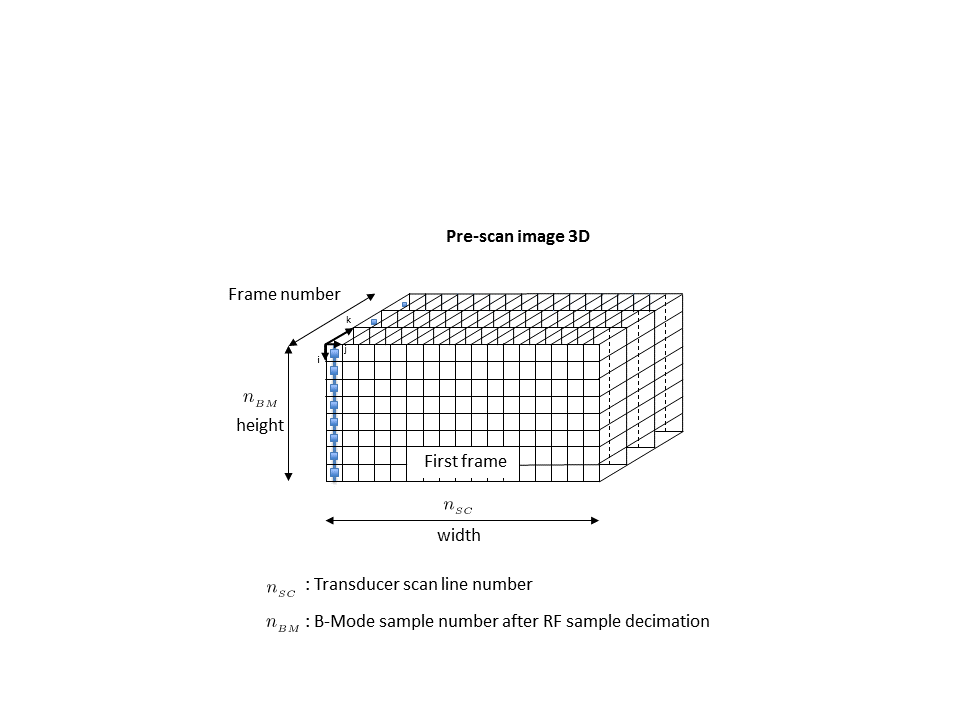 Pre-scan image 3D
Frame number
k
j
i
n_BM
height
First frame
n_SC
width
n_SC : Transducer scan line number
n_BM : B-Mode sample number after RF sample decimation